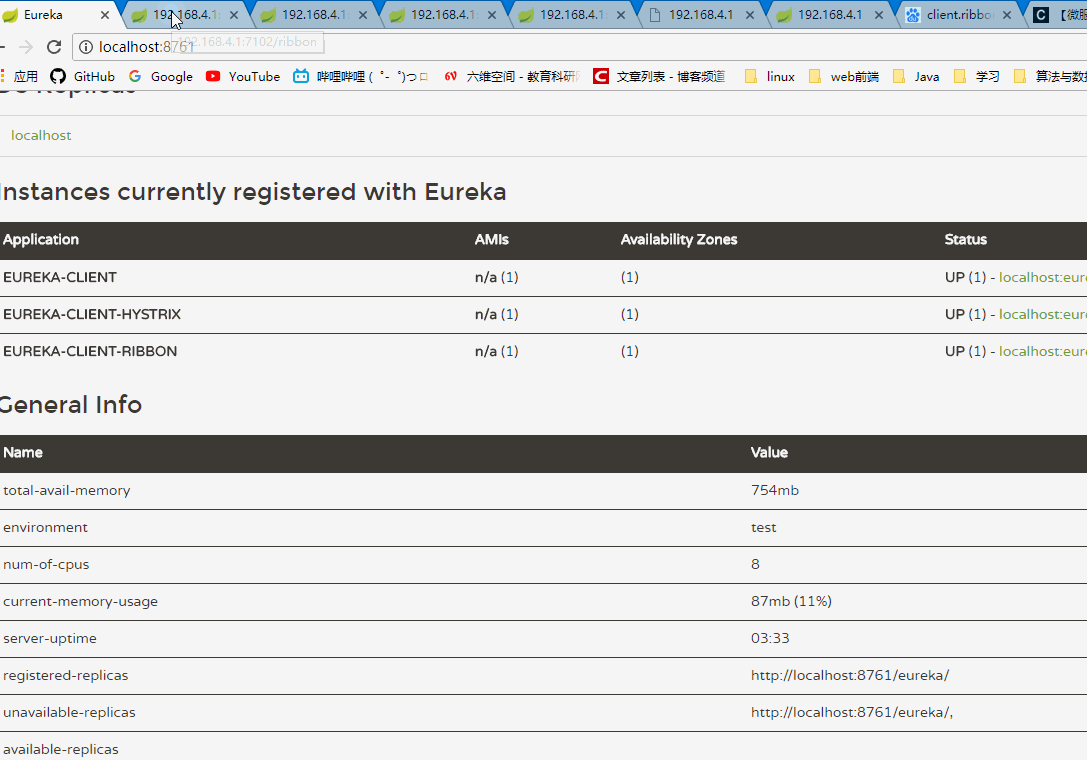 Eureka 192.168.4.1: 192.168.4.1: 192.168.4.1: 192.168.4.1 192.168.4.1 192.168.4.1 client.ribbo
localhost:8761
192.168.4.1:7102/ribbon
应用 GitHub Google YouTube 哔哩哔哩 ( ゜- ゜)つロ 六维空间 - 教育科研 文章列表 - 博客频道 linux web前端 Java 学习 算法与数
DS Replicas
localhost
Instances currently registered with Eureka
Application AMIs Availability Zones Status
EUREKA-CLIENT n/a (1) (1) UP (1) - localhost:eur
EUREKA-CLIENT-HYSTRIX n/a (1) (1) UP (1) - localhost:eur
EUREKA-CLIENT-RIBBON n/a (1) (1) UP (1) - localhost:eur
General Info
Name Value
total-avail-memory 754mb
environment test
num-of-cpus 8
current-memory-usage 87mb (11%)
server-uptime 03:33
registered-replicas http://localhost:8761/eureka/
unavailable-replicas http://localhost:8761/eureka/,
available-replicas